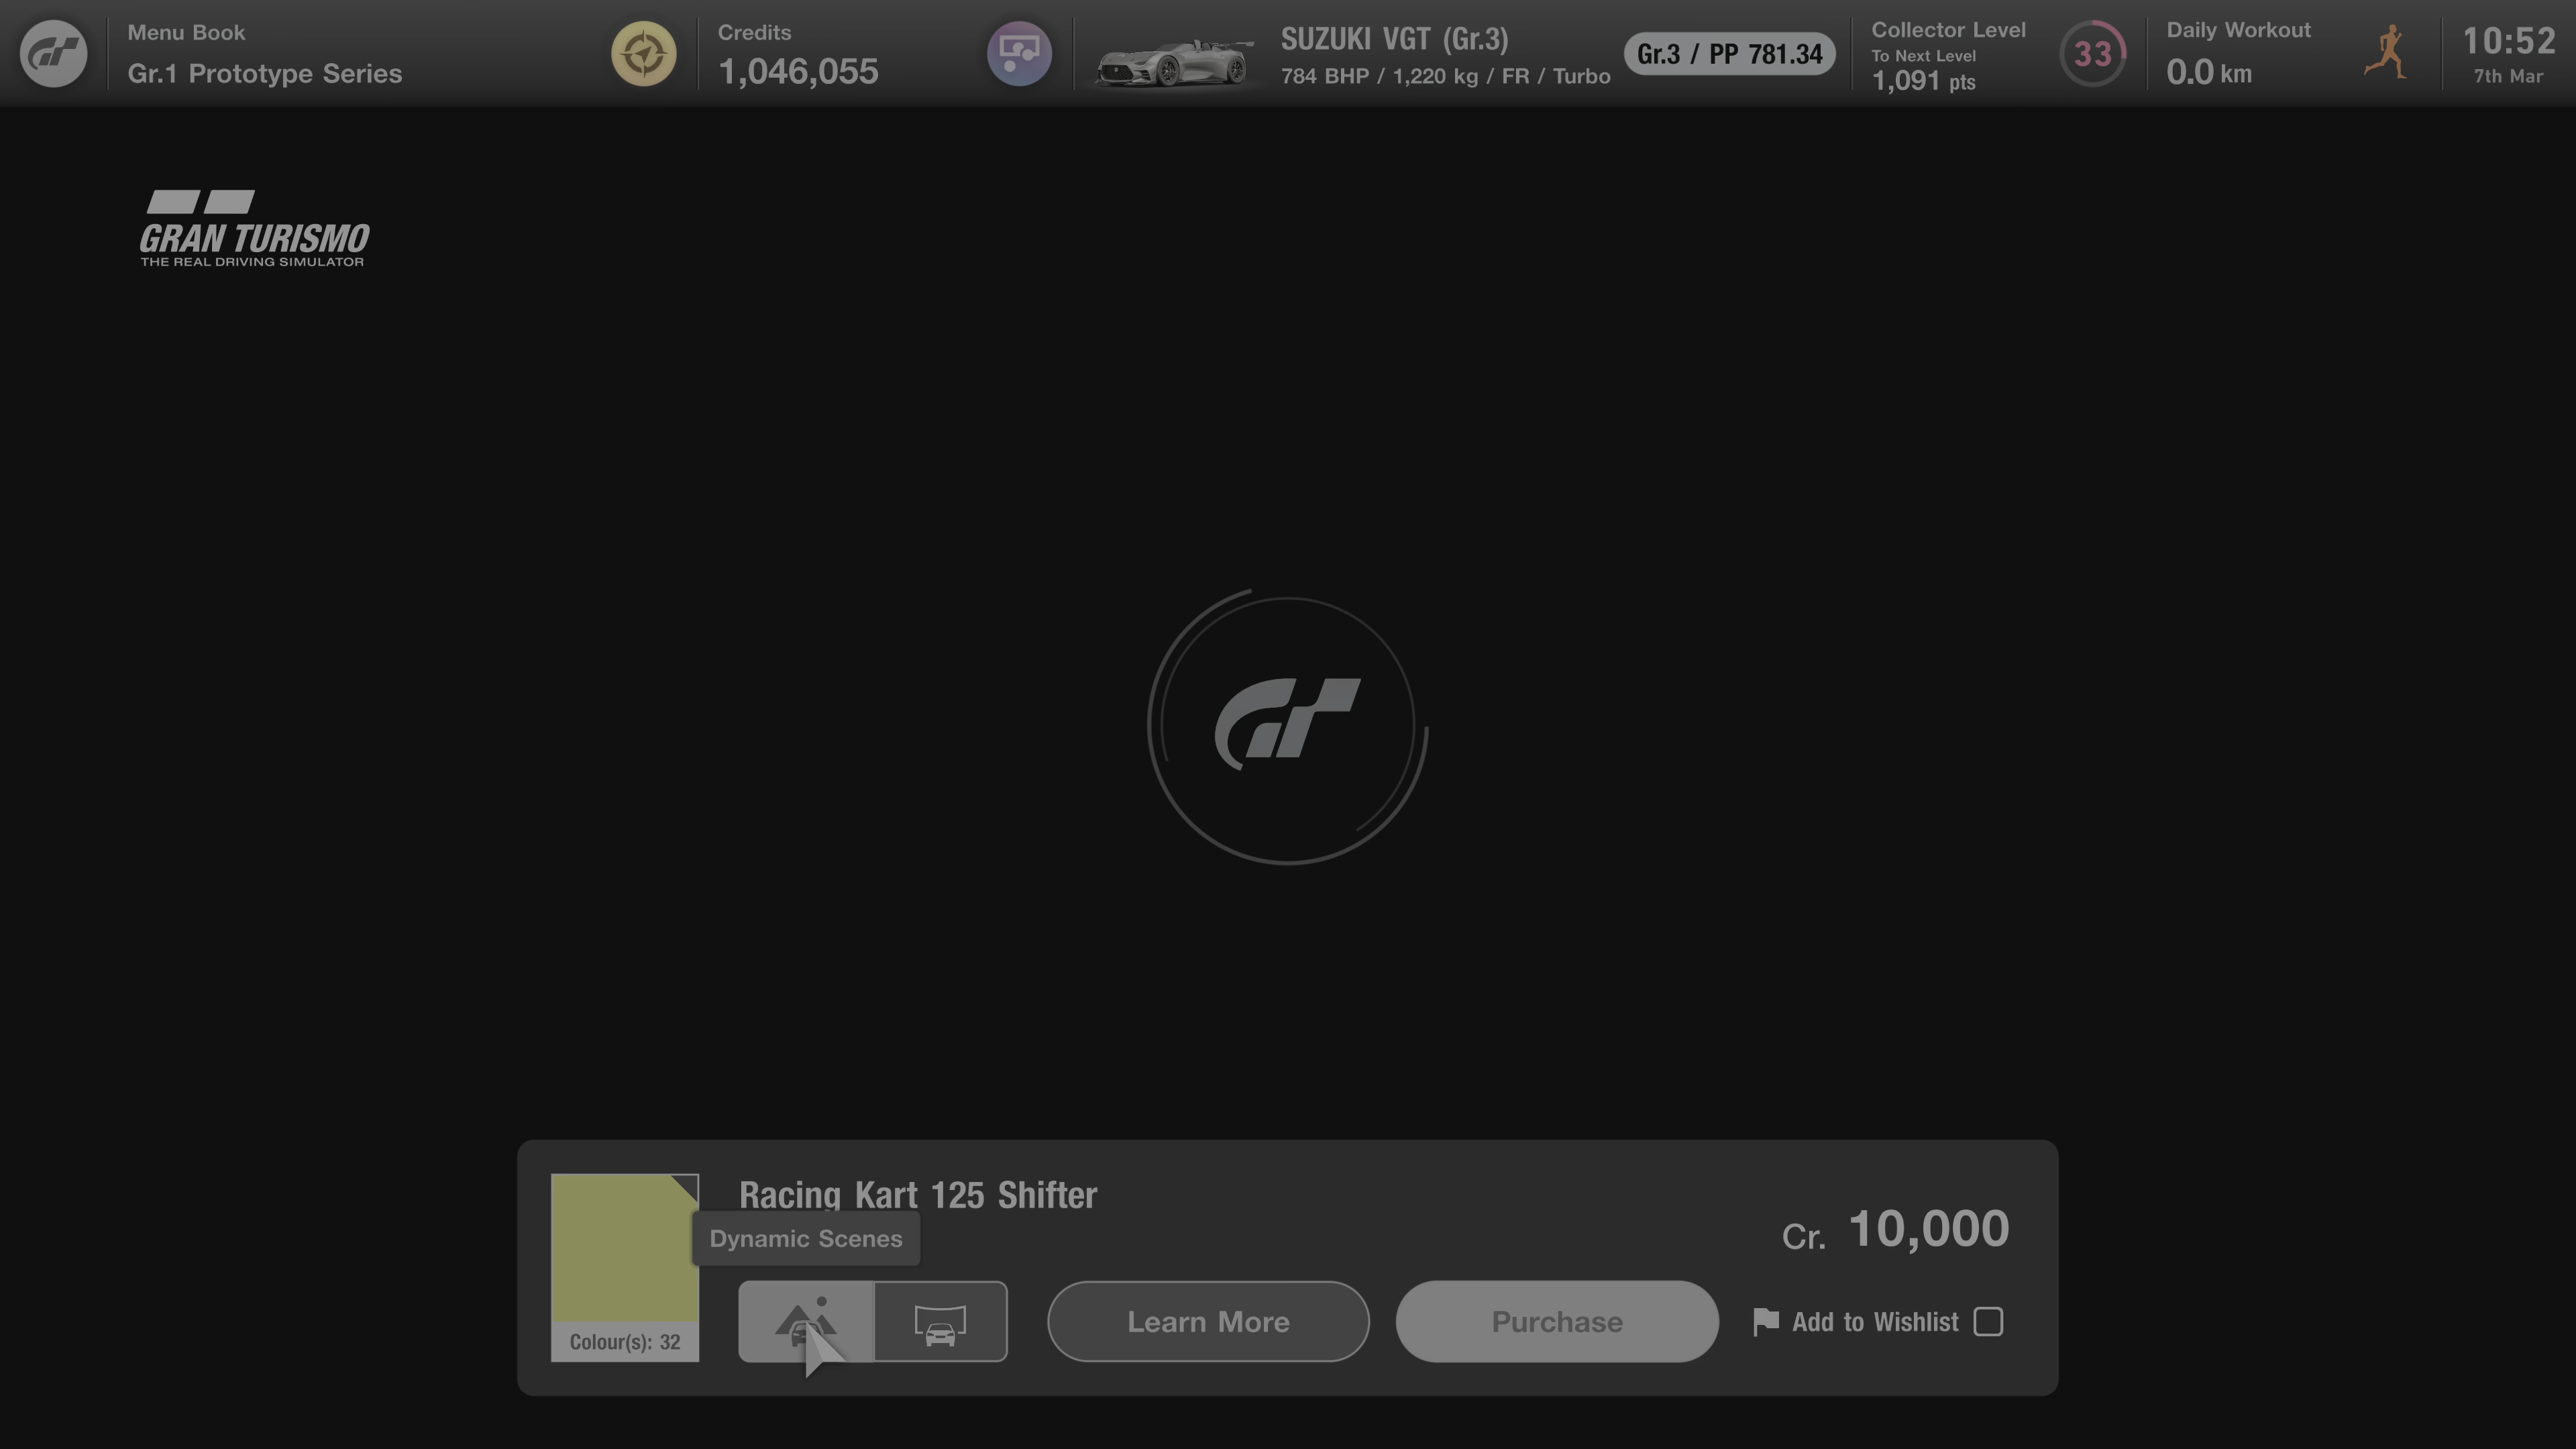 Menu Book
Gr.1 Prototype Series
Credits
1,046,055
SUZUKI VGT (Gr.3)
784 BHP / 1,220 kg / FR / Turbo
Gr.3 / PP 781.34
Collector Level
To Next Level
1,091 pts
33
Daily Workout
0.0 km
10:52
7th Mar
GRAN TURISMO
THE REAL DRIVING SIMULATOR
GT
Racing Kart 125 Shifter
Dynamic Scenes
Cr. 10,000
Colour(s): 32
Learn More
Purchase
Add to Wishlist